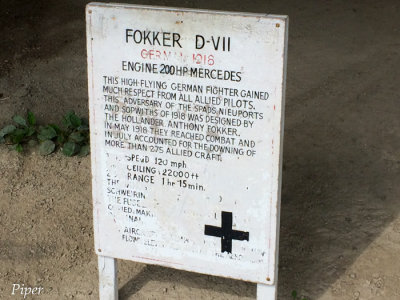 FOKKER D-VII
GERMAN 1918
ENGINE 200 HP MERCEDES
THIS HIGH-FLYING GERMAN FIGHTER GAINED
MUCH RESPECT FROM ALL ALLIED PILOTS.
THIS ADVERSARY OF THE SPADS, NIEUPORTS
AND SOPWITHS OF 1918 WAS DESIGNED BY
THE HOLLANDER, ANTHONY FOKKER.
IN MAY 1918 THEY REACHED COMBAT AND
IN JULY ACCOUNTED FOR THE DOWNING OF
MORE THAN 275 ALLIED CRAFT.
SPEED 120 mph
CEILING 22000 ft
RANGE 1 hr 15 min.
Piper